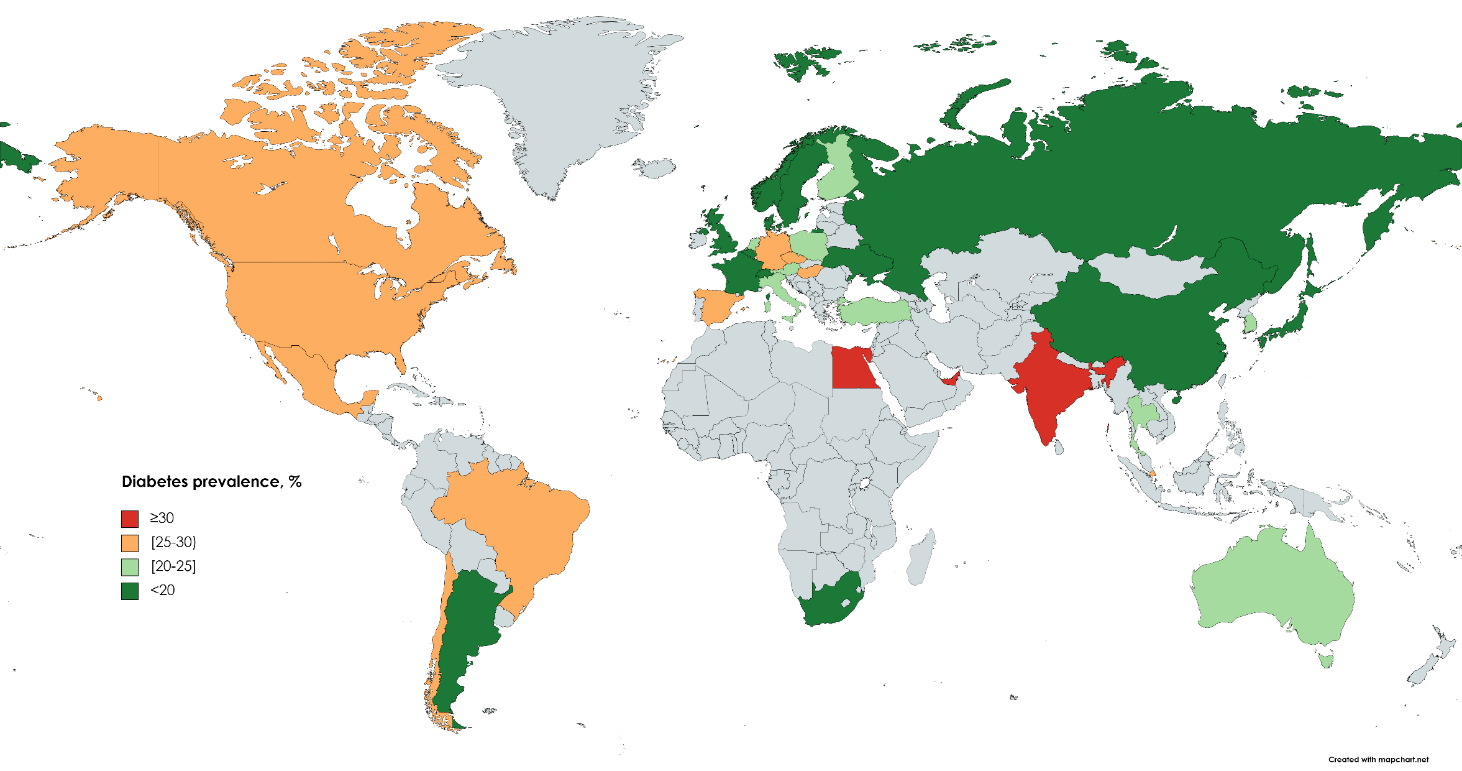 Diabetes prevalence, %
≥30
[25-30)
[20-25]
<20
Created with mapchart.net